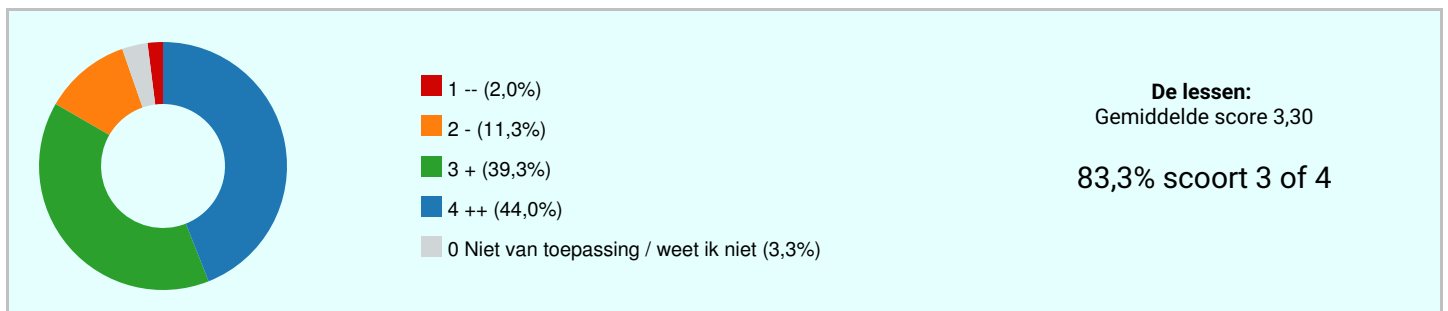 1 -- (2,0%)
2 - (11,3%)
3 + (39,3%)
4 ++ (44,0%)
0 Niet van toepassing / weet ik niet (3,3%)
De lessen:
Gemiddelde score 3,30
83,3% scoort 3 of 4